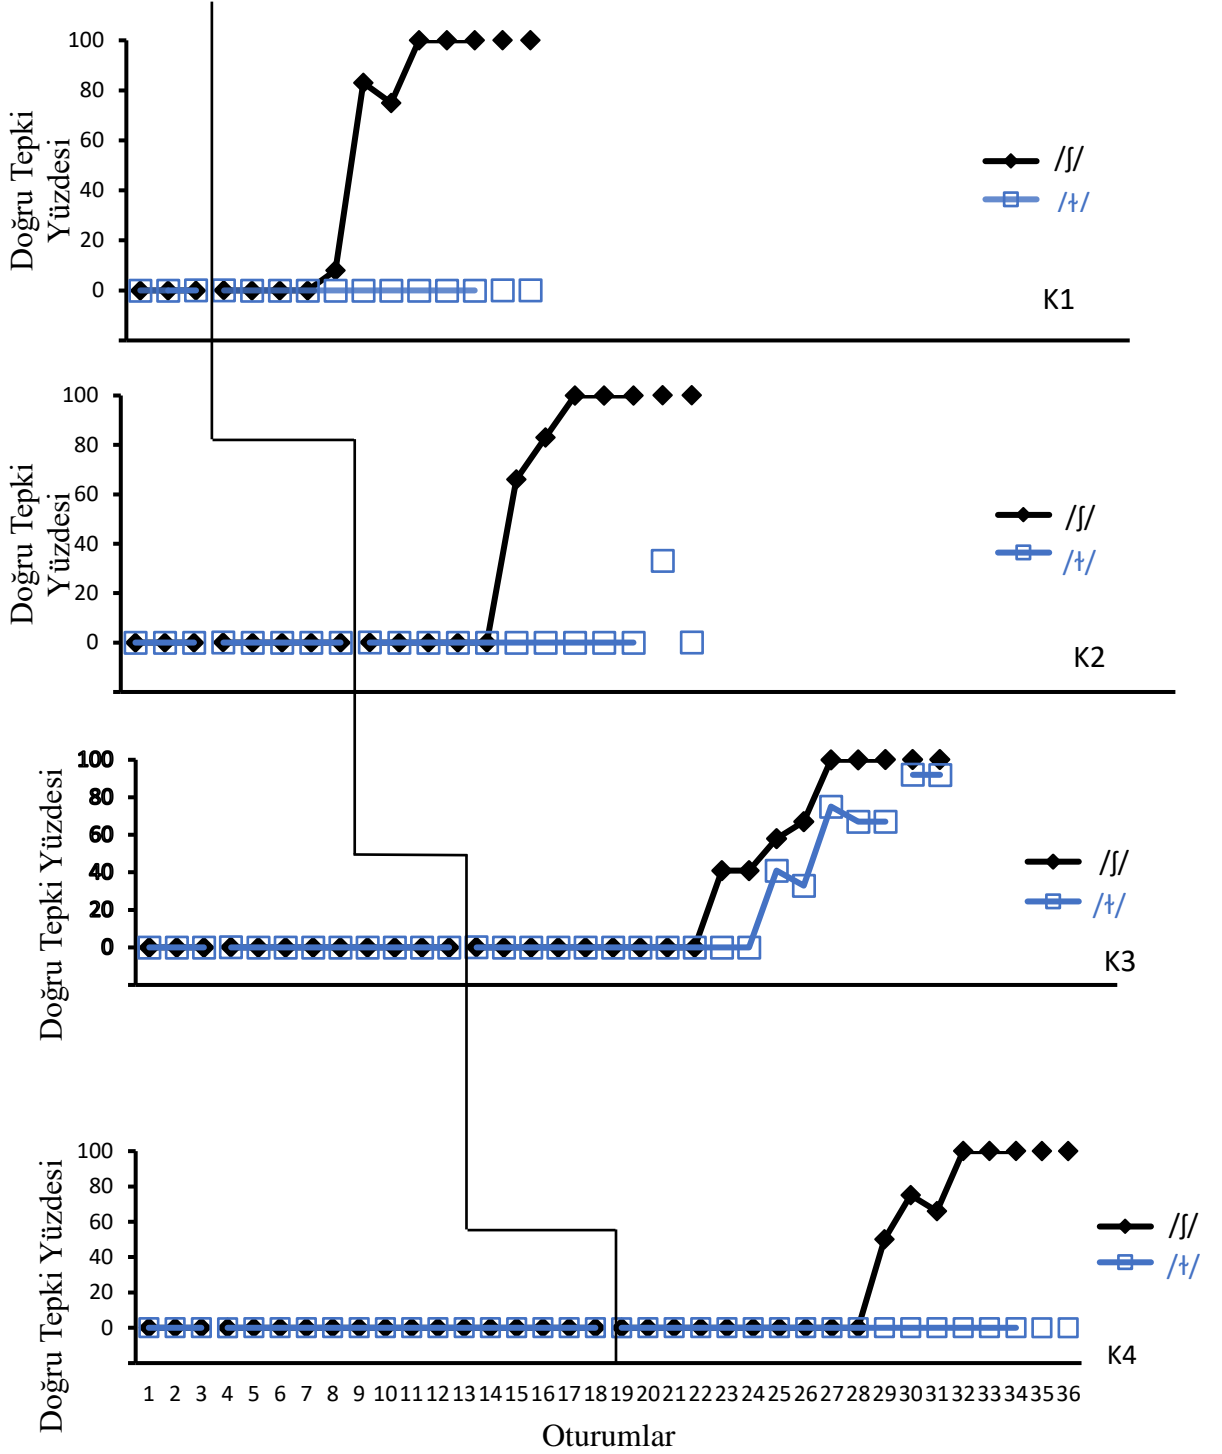 Doğru Tepki
Yüzdesi
100
80
60
40
20
0
/ʃ/
/ɫ/
K1
Doğru Tepki
Yüzdesi
100
80
60
40
20
0
/ʃ/
/ɫ/
K2
Doğru Tepki Yüzdesi
100
80
60
40
20
0
/ʃ/
/ɫ/
K3
Doğru Tepki Yüzdesi
100
80
60
40
20
0
/ʃ/
/ɫ/
K4
1 2 3 4 5 6 7 8 9 10 11 12 13 14 15 16 17 18 19 20 21 22 23 24 25 26 27 28 29 30 31 32 33 34 35 36
Oturumlar